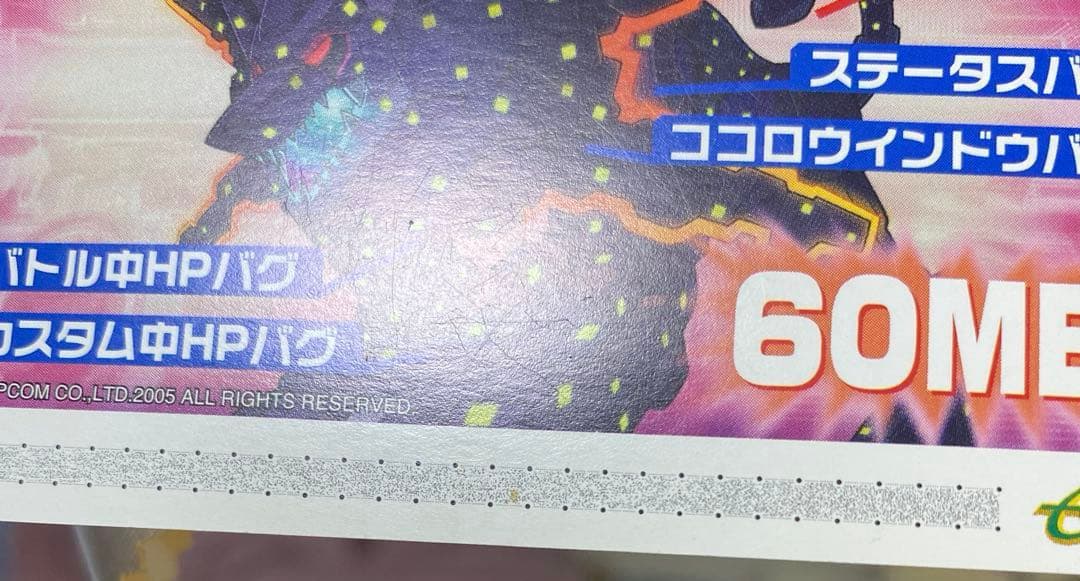 ステータスバ
ココロウインドウバ
バトル中HPバグ
カスタム中HPバグ
60ME
PCOM CO.,LTD.2005 ALL RIGHTS RESERVED.